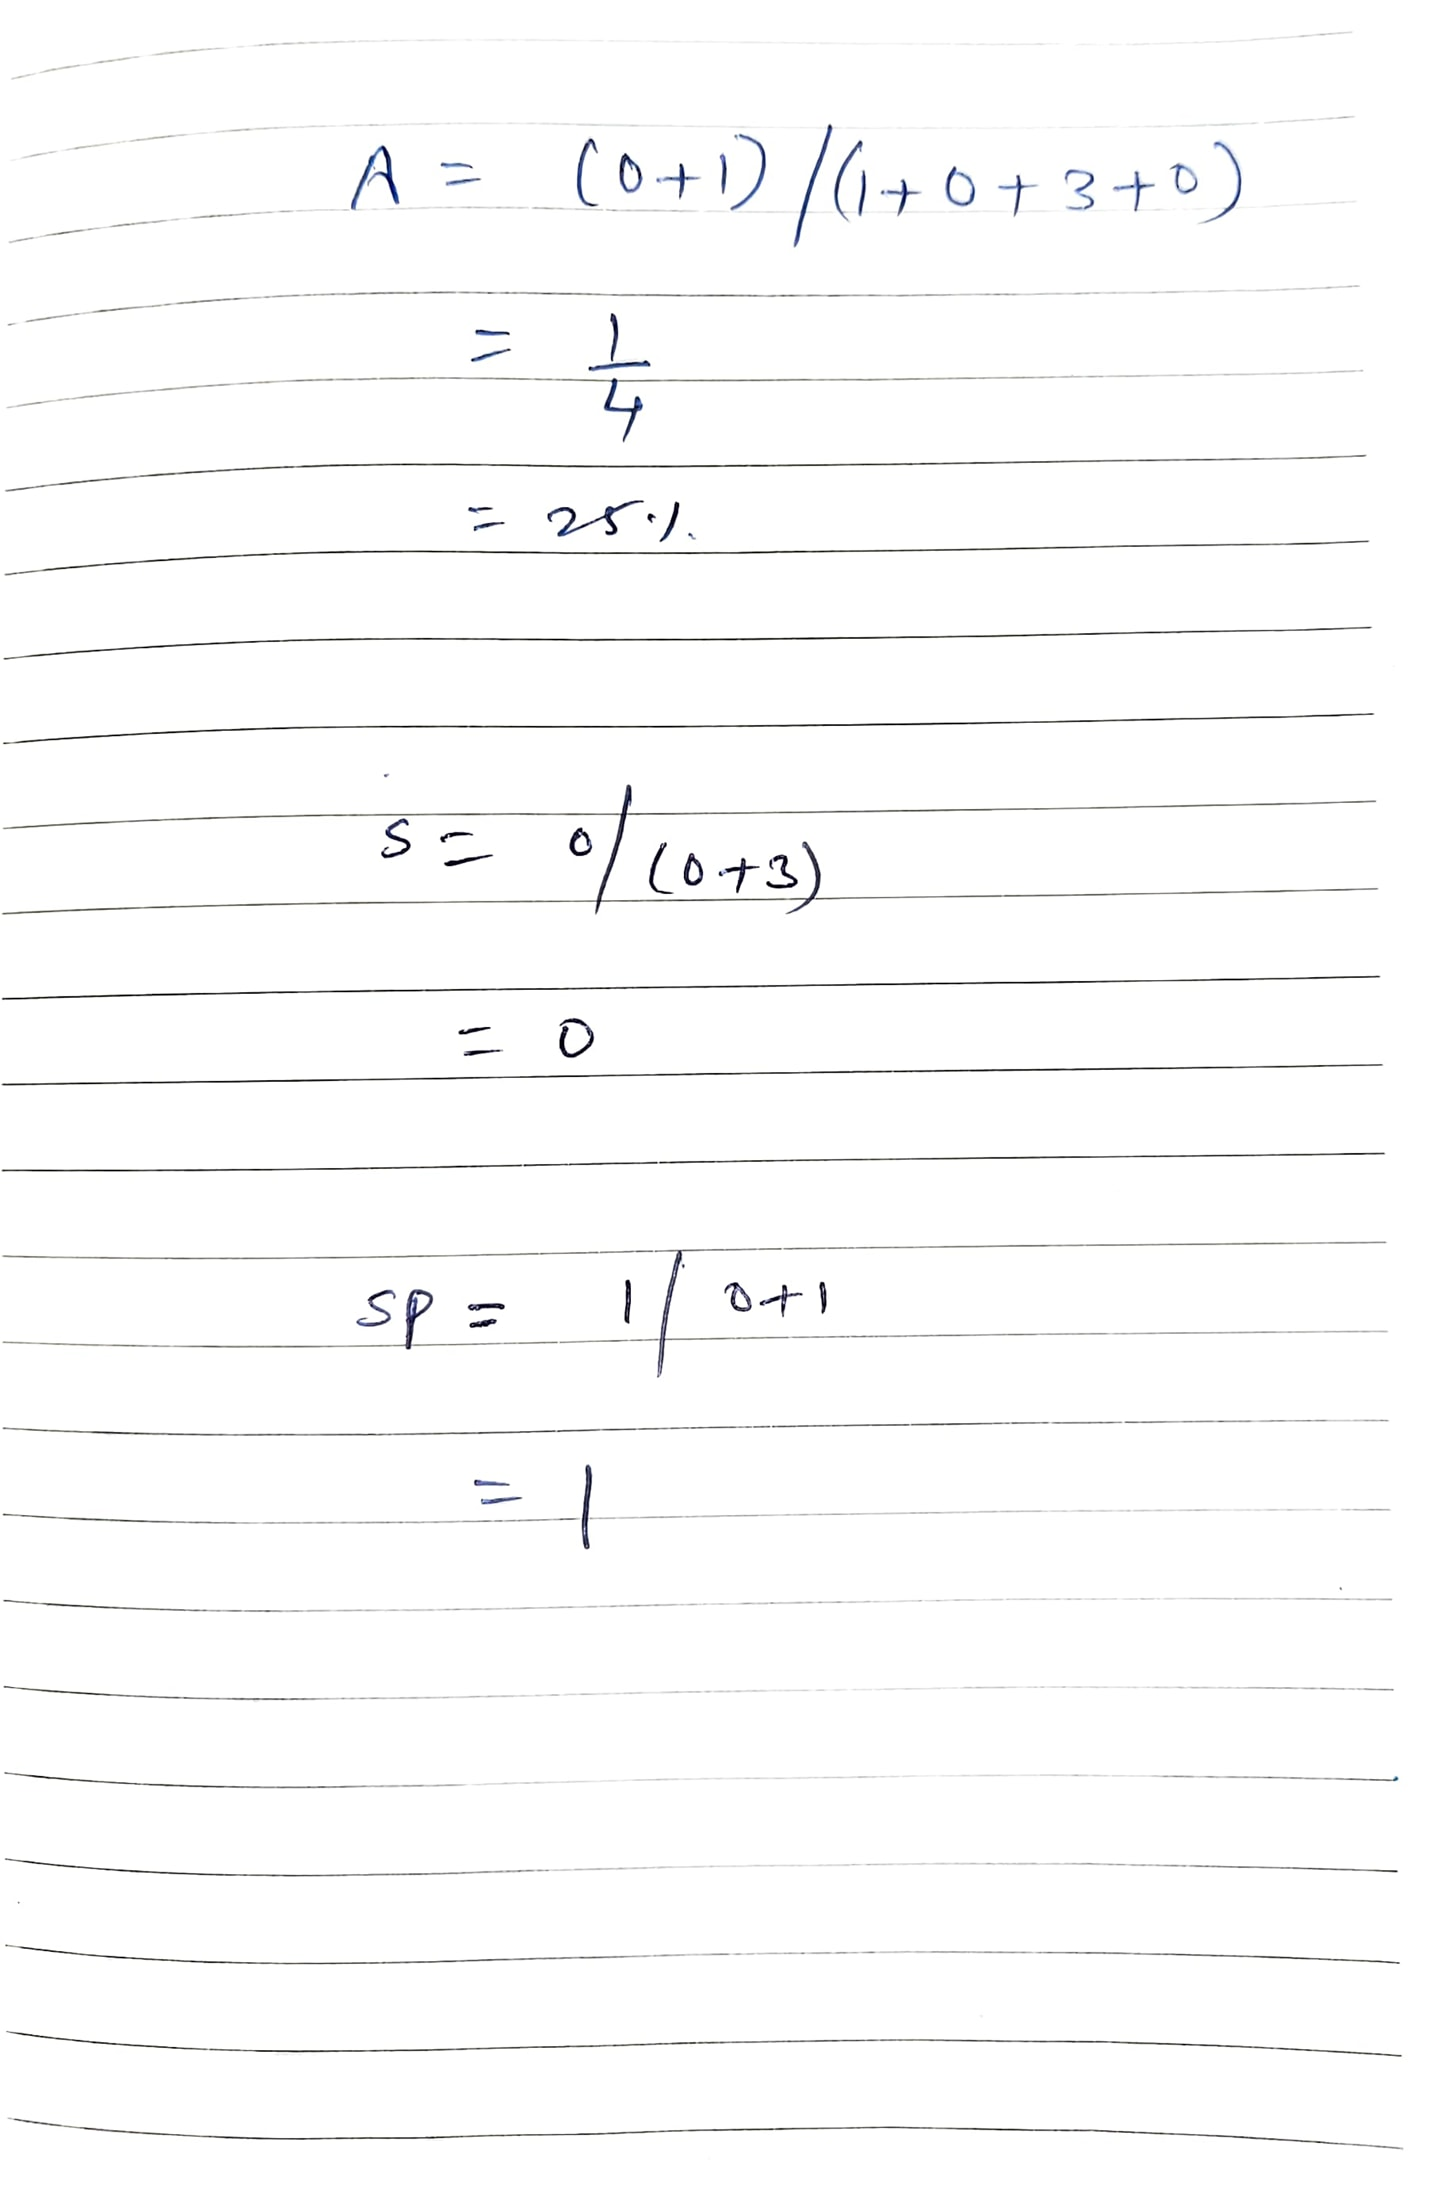 A = (0+1)/(1+0+3+0)
= 1/4
= 25%
S = 0/(0+3)
= 0
SP = 1/0+1
= 1